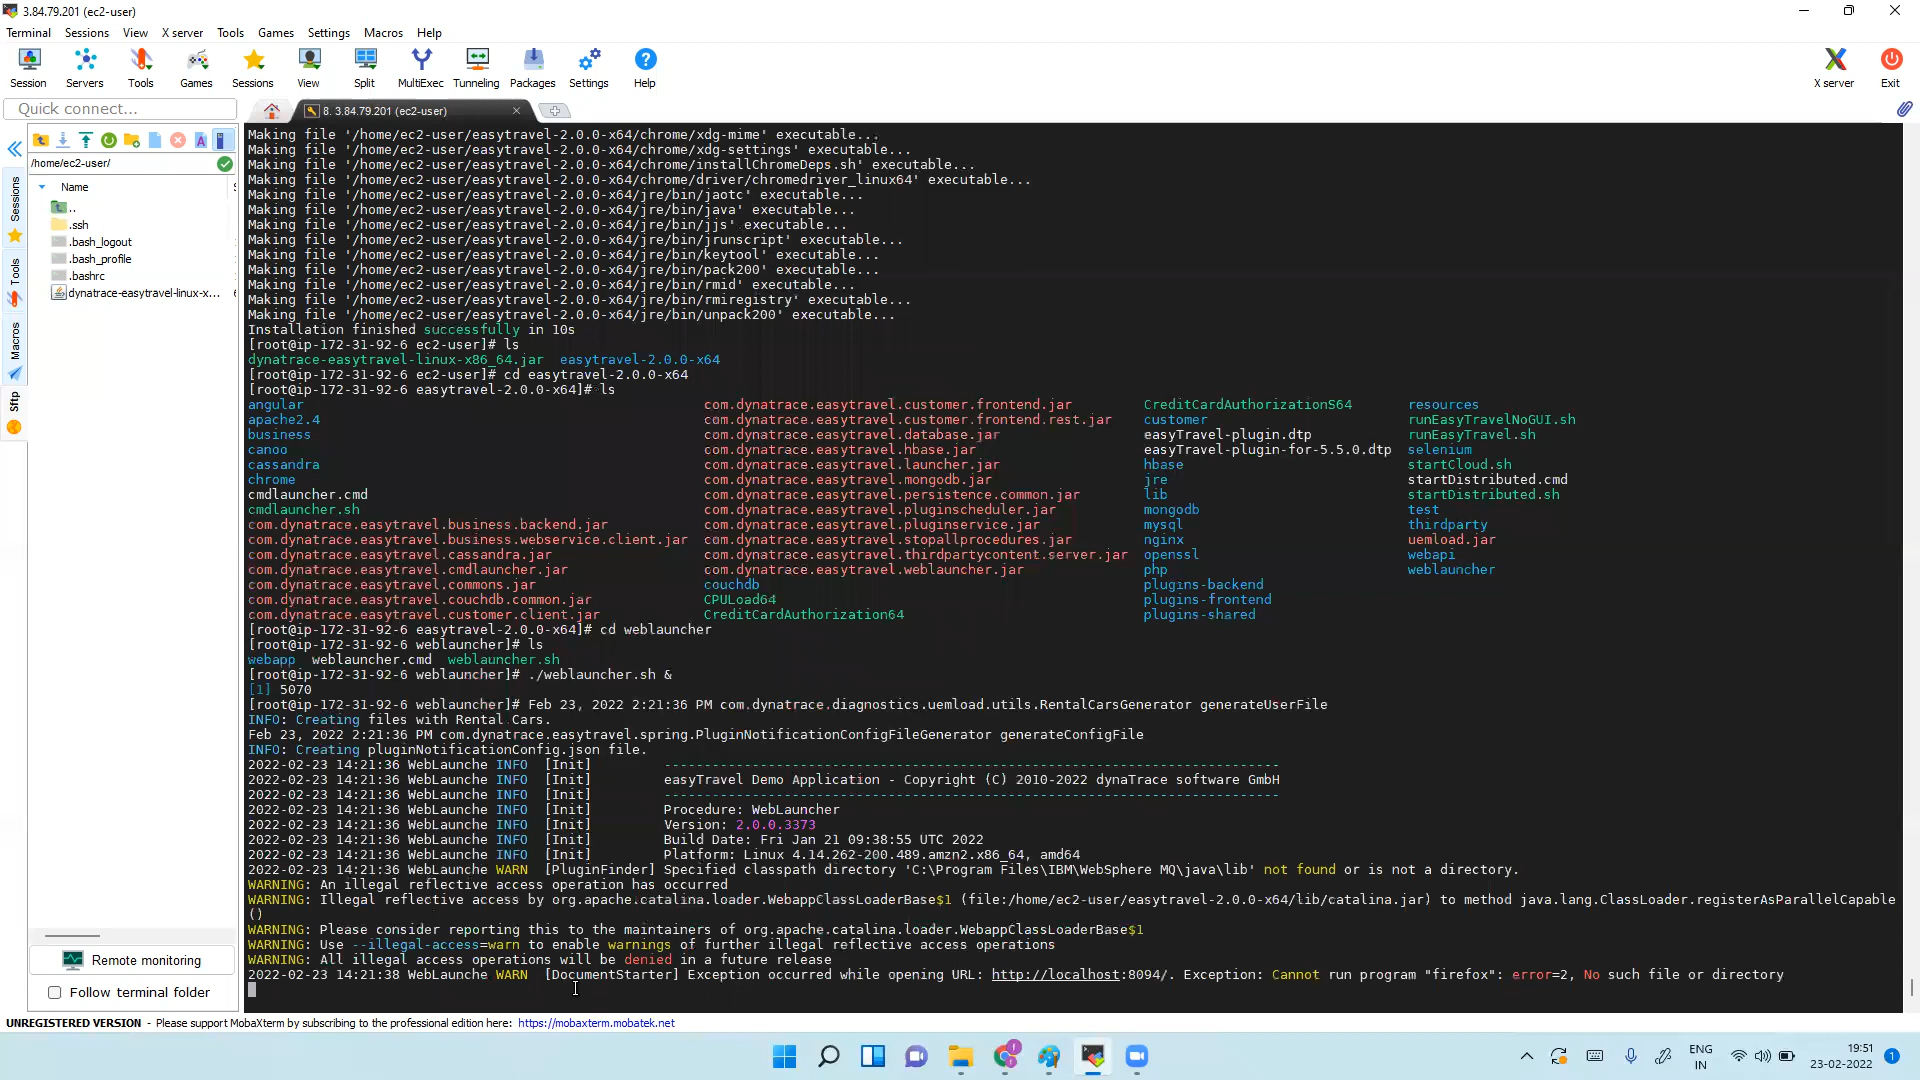 3.84.79.201 (ec2-user)
Terminal Sessions View X server Tools Games Settings Macros Help
Session Servers Tools Games Sessions View Split MultiExec Tunneling Packages Settings Help X server Exit
Quick connect... 8. 3.84.79.201 (ec2-user)
/home/ec2-user/
Name
..
.ssh
.bash_logout
.bash_profile
.bashrc
dynatrace-easytravel-linux-x...
Sessions
Tools
Macros
Sftp
Making file '/home/ec2-user/easytravel-2.0.0-x64/chrome/xdg-mime' executable...
Making file '/home/ec2-user/easytravel-2.0.0-x64/chrome/xdg-settings' executable...
Making file '/home/ec2-user/easytravel-2.0.0-x64/chrome/installChromeDeps.sh' executable...
Making file '/home/ec2-user/easytravel-2.0.0-x64/chrome/driver/chromedriver_linux64' executable...
Making file '/home/ec2-user/easytravel-2.0.0-x64/jre/bin/jaotc' executable...
Making file '/home/ec2-user/easytravel-2.0.0-x64/jre/bin/java' executable...
Making file '/home/ec2-user/easytravel-2.0.0-x64/jre/bin/jjs' executable...
Making file '/home/ec2-user/easytravel-2.0.0-x64/jre/bin/jrunscript' executable...
Making file '/home/ec2-user/easytravel-2.0.0-x64/jre/bin/keytool' executable...
Making file '/home/ec2-user/easytravel-2.0.0-x64/jre/bin/pack200' executable...
Making file '/home/ec2-user/easytravel-2.0.0-x64/jre/bin/rmid' executable...
Making file '/home/ec2-user/easytravel-2.0.0-x64/jre/bin/rmiregistry' executable...
Making file '/home/ec2-user/easytravel-2.0.0-x64/jre/bin/unpack200' executable...
Installation finished successfully in 10s
[root@ip-172-31-92-6 ec2-user]# ls
dynatrace-easytravel-linux-x86_64.jar easytravel-2.0.0-x64
[root@ip-172-31-92-6 ec2-user]# cd easytravel-2.0.0-x64
[root@ip-172-31-92-6 easytravel-2.0.0-x64]# ls
angular com.dynatrace.easytravel.customer.frontend.jar CreditCardAuthorizationS64 resources
apache2.4 com.dynatrace.easytravel.customer.frontend.rest.jar customer runEasyTravelNoGUI.sh
business com.dynatrace.easytravel.database.jar easyTravel-plugin.dtp runEasyTravel.sh
canoo com.dynatrace.easytravel.hbase.jar easyTravel-plugin-for-5.5.0.dtp selenium
cassandra com.dynatrace.easytravel.launcher.jar hbase startCloud.sh
chrome com.dynatrace.easytravel.mongodb.jar jre startDistributed.cmd
cmdlauncher.cmd com.dynatrace.easytravel.persistence.common.jar lib startDistributed.sh
cmdlauncher.sh com.dynatrace.easytravel.pluginscheduler.jar mongodb test
com.dynatrace.easytravel.business.backend.jar com.dynatrace.easytravel.pluginservice.jar mysql thirdparty
com.dynatrace.easytravel.business.webservice.client.jar com.dynatrace.easytravel.stopallprocedures.jar nginx uemload.jar
com.dynatrace.easytravel.cassandra.jar com.dynatrace.easytravel.thirdpartycontent.server.jar openssl webapi
com.dynatrace.easytravel.cmdlauncher.jar com.dynatrace.easytravel.weblauncher.jar php weblauncher
com.dynatrace.easytravel.commons.jar couchdb plugins-backend
com.dynatrace.easytravel.couchdb.common.jar CPULoad64 plugins-frontend
com.dynatrace.easytravel.customer.client.jar CreditCardAuthorization64 plugins-shared
[root@ip-172-31-92-6 easytravel-2.0.0-x64]# cd weblauncher
[root@ip-172-31-92-6 weblauncher]# ls
webapp weblauncher.cmd weblauncher.sh
[root@ip-172-31-92-6 weblauncher]# ./weblauncher.sh &
[1] 5070
[root@ip-172-31-92-6 weblauncher]# Feb 23, 2022 2:21:36 PM com.dynatrace.diagnostics.uemload.utils.RentalCarsGenerator generateUserFile
INFO: Creating files with Rental Cars.
Feb 23, 2022 2:21:36 PM com.dynatrace.easytravel.spring.PluginNotificationConfigFileGenerator generateConfigFile
INFO: Creating pluginNotificationConfig.json file.
2022-02-23 14:21:36 WebLaunche INFO [Init] -----------------------------------------------------------------------------
2022-02-23 14:21:36 WebLaunche INFO [Init] easyTravel Demo Application - Copyright (C) 2010-2022 dynaTrace software GmbH
2022-02-23 14:21:36 WebLaunche INFO [Init] -----------------------------------------------------------------------------
2022-02-23 14:21:36 WebLaunche INFO [Init] Procedure: WebLauncher
2022-02-23 14:21:36 WebLaunche INFO [Init] Version: 2.0.0.3373
2022-02-23 14:21:36 WebLaunche INFO [Init] Build Date: Fri Jan 21 09:38:55 UTC 2022
2022-02-23 14:21:36 WebLaunche INFO [Init] Platform: Linux 4.14.262-200.489.amzn2.x86_64, amd64
2022-02-23 14:21:36 WebLaunche WARN [PluginFinder] Specified classpath directory 'C:\Program Files\IBM\WebSphere MQ\java\lib' not found or is not a directory.
WARNING: An illegal reflective access operation has occurred
WARNING: Illegal reflective access by org.apache.catalina.loader.WebappClassLoaderBase$1 (file:/home/ec2-user/easytravel-2.0.0-x64/lib/catalina.jar) to method java.lang.ClassLoader.registerAsParallelCapable
()
WARNING: Please consider reporting this to the maintainers of org.apache.catalina.loader.WebappClassLoaderBase$1
WARNING: Use --illegal-access=warn to enable warnings of further illegal reflective access operations
WARNING: All illegal access operations will be denied in a future release
2022-02-23 14:21:38 WebLaunche WARN [DocumentStarter] Exception occurred while opening URL: http://localhost:8094/. Exception: Cannot run program "firefox": error=2, No such file or directory
Remote monitoring
Follow terminal folder
UNREGISTERED VERSION - Please support MobaXterm by subscribing to the professional edition here: https://mobaxterm.mobatek.net
ENG
IN
19:51
23-02-2022
1